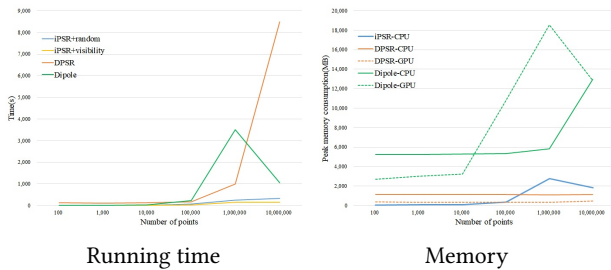 9,000
8,000
7,000
6,000
5,000
4,000
3,000
2,000
1,000
0
Time(s)
iPSR+random
iPSR+visibility
DPSR
Dipole
100 1,000 10,000 100,000 1,000,000 10,000,000
Number of points
Running time
20,000
18,000
16,000
14,000
12,000
10,000
8,000
6,000
4,000
2,000
0
Peak memory consumption(MB)
iPSR-CPU
DPSR-CPU
DPSR-GPU
Dipole-CPU
Dipole-GPU
100 1,000 10,000 100,000 1,000,000 10,000,000
Number of points
Memory